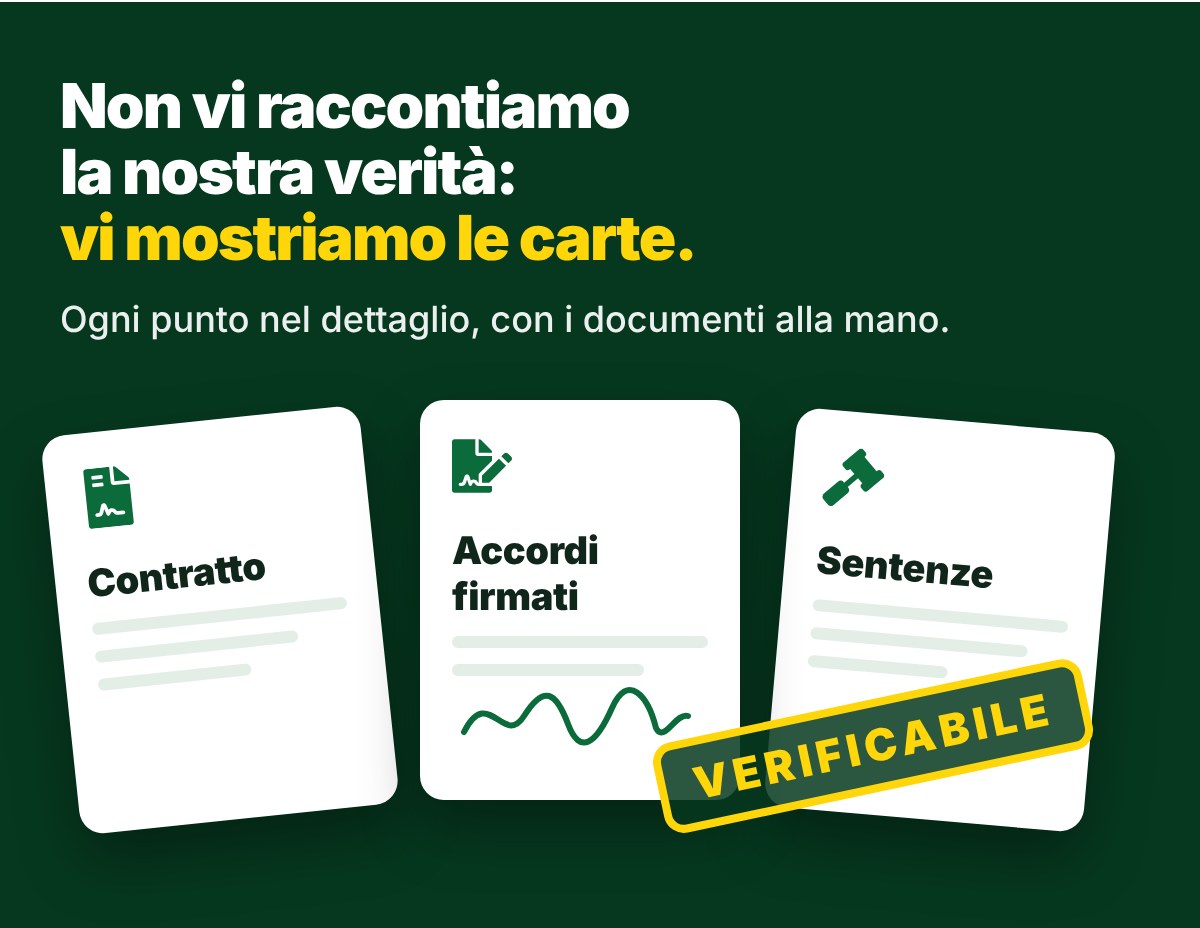 Non vi raccontiamo
la nostra verità:
vi mostriamo le carte.
Ogni punto nel dettaglio, con i documenti alla mano.
Contratto
Accordi
firmati
Sentenze
VERIFICABILE